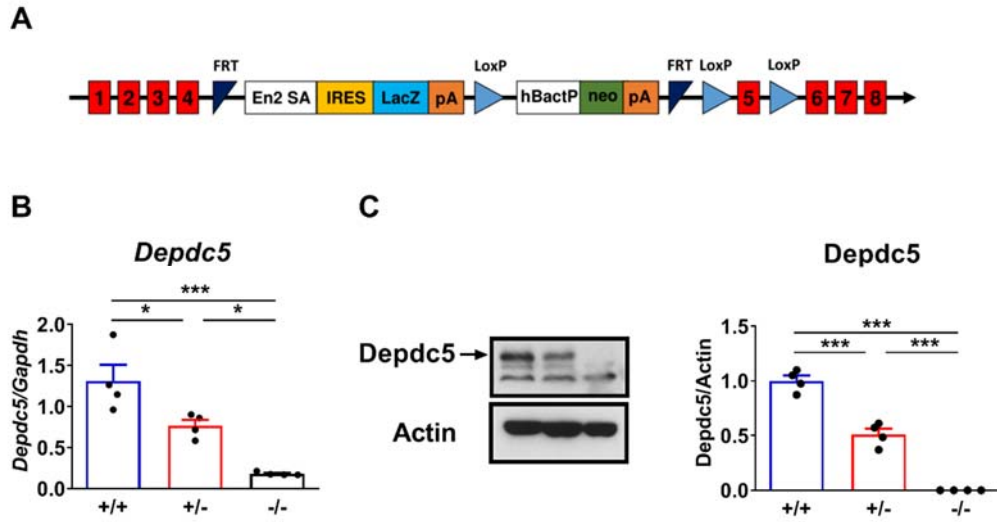 A
FRT LoxP FRT LoxP LoxP
1 2 3 4 En2 SA IRES LacZ pA hBactP neo pA 5 6 7 8
B
Depdc5
***
* *
Depdc5/Gapdh
2.0
1.5
1.0
0.5
0.0
+/+ +/- -/-
C
Depdc5
Actin
Depdc5
***
*** ***
Depdc5/Actin
1.5
1.0
0.5
0.0
+/+ +/- -/-